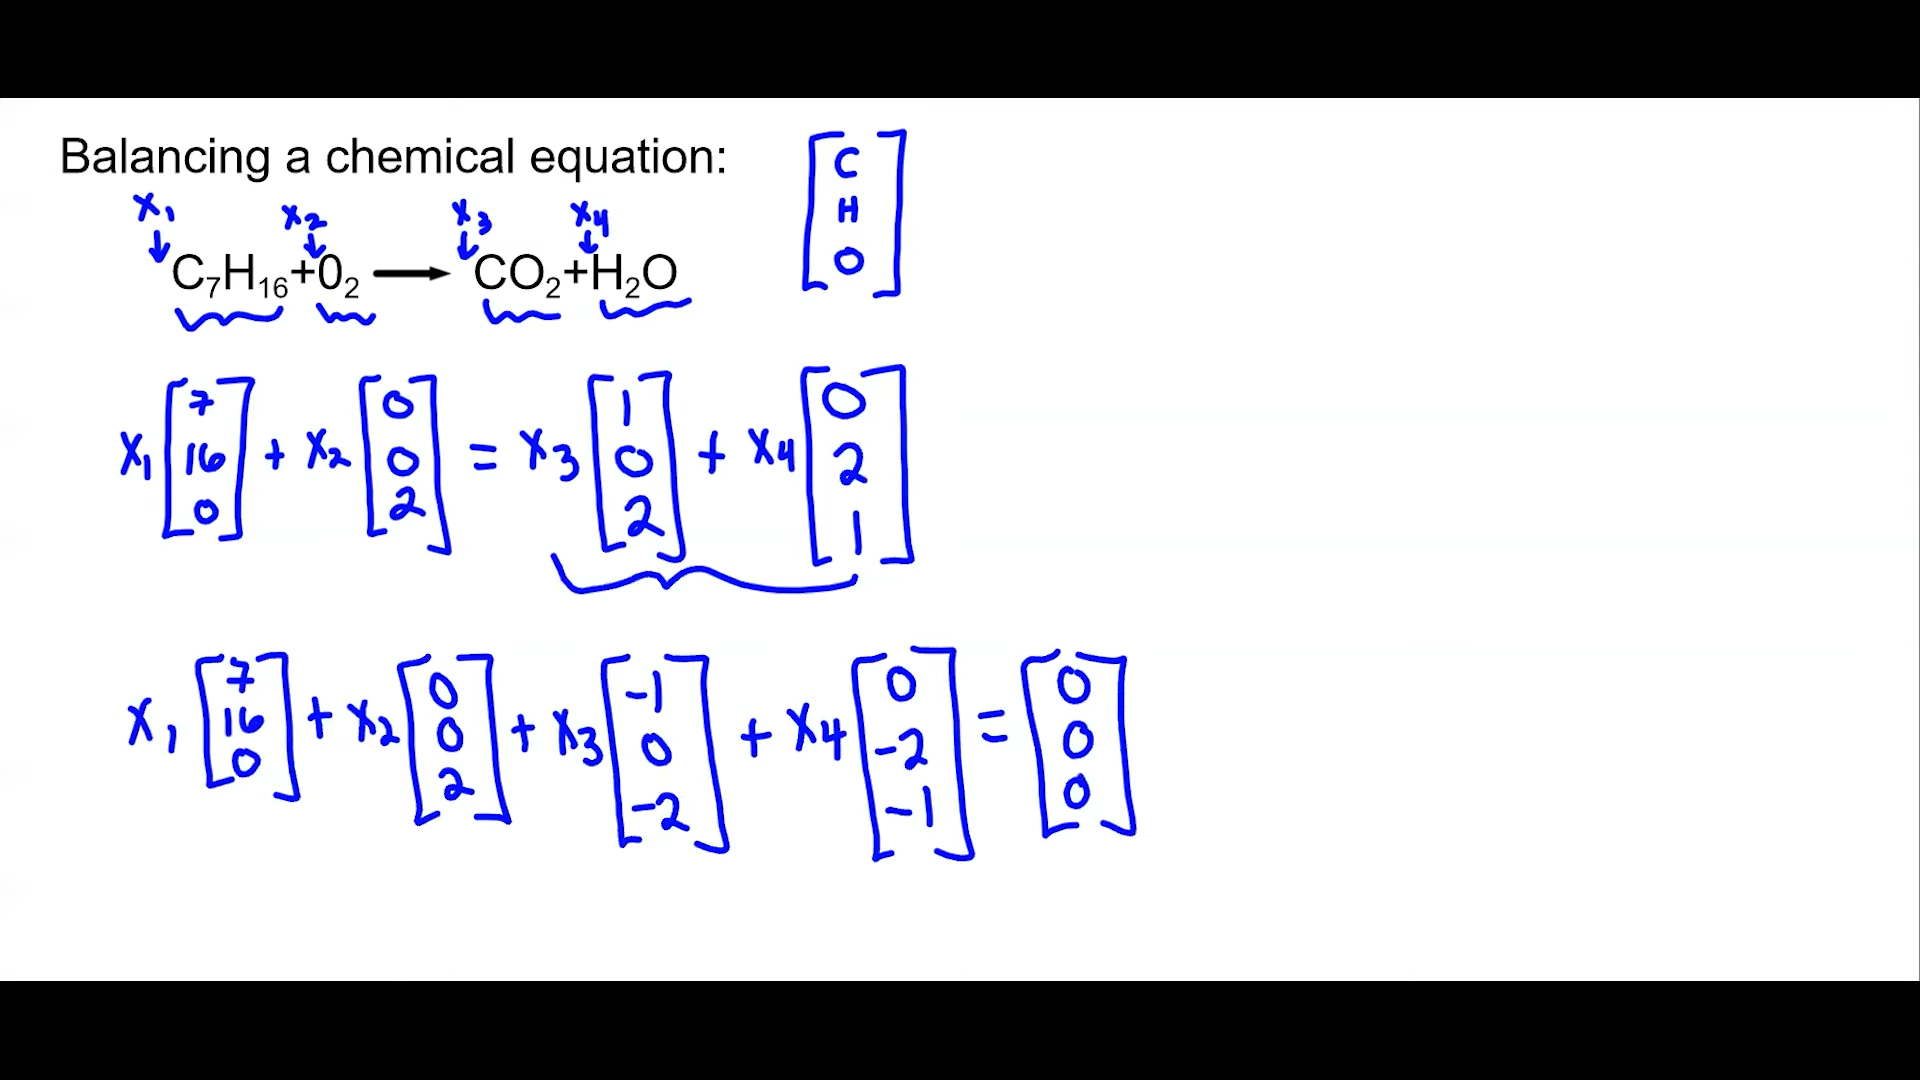 Balancing a chemical equation:
x₁ x₂ x₃ x₄
C₇H₁₆+0₂ ⟶ CO₂+H₂O
[C
H
O]
x₁ [7 16 0] + x₂ [0 0 2] = x₃ [1 0 2] + x₄ [0 2 1]
x₁ [7 16 0] + x₂ [0 0 2] + x₃ [-1 0 -2] + x₄ [0 -2 -1] = [0 0 0]